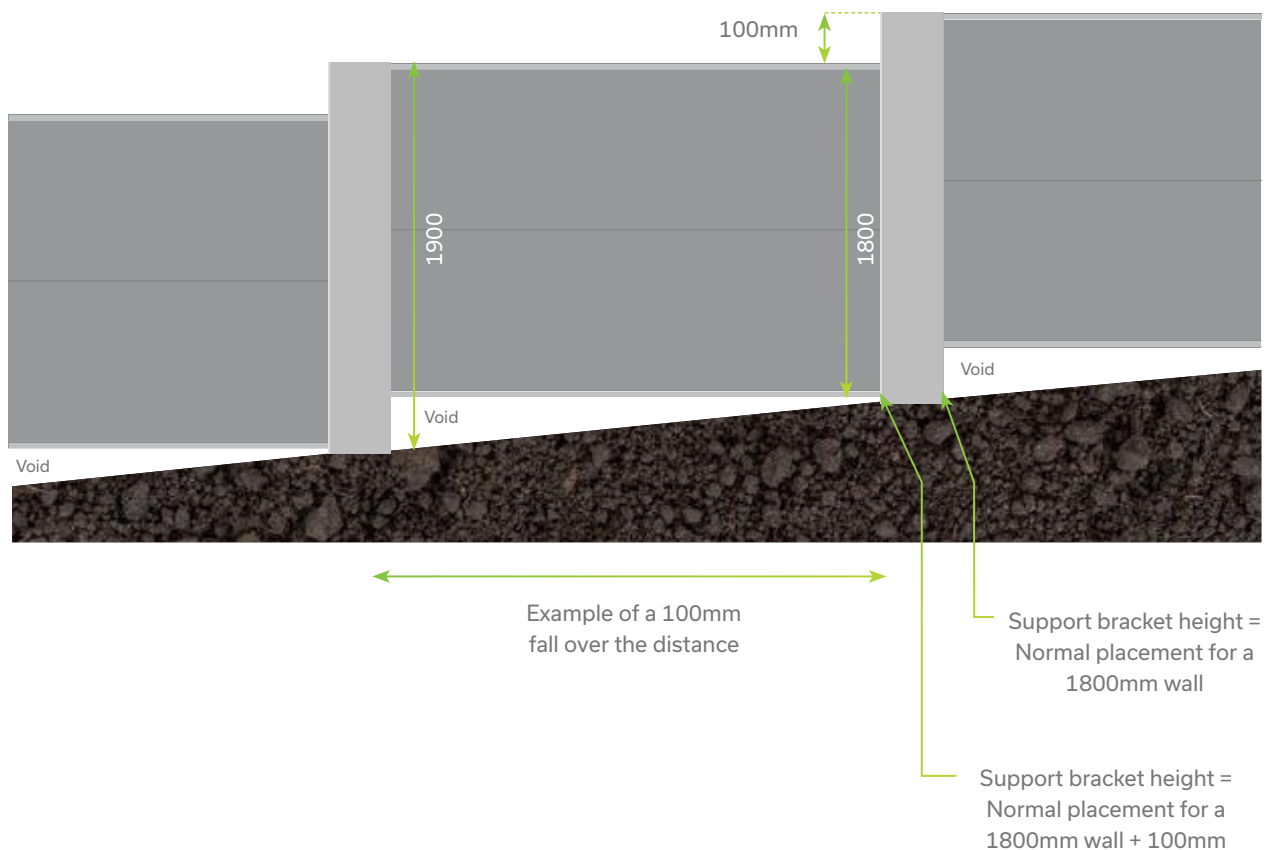 100mm
1900
1800
Void
Void
Void
Example of a 100mm
fall over the distance
Support bracket height =
Normal placement for a
1800mm wall
Support bracket height =
Normal placement for a
1800mm wall + 100mm